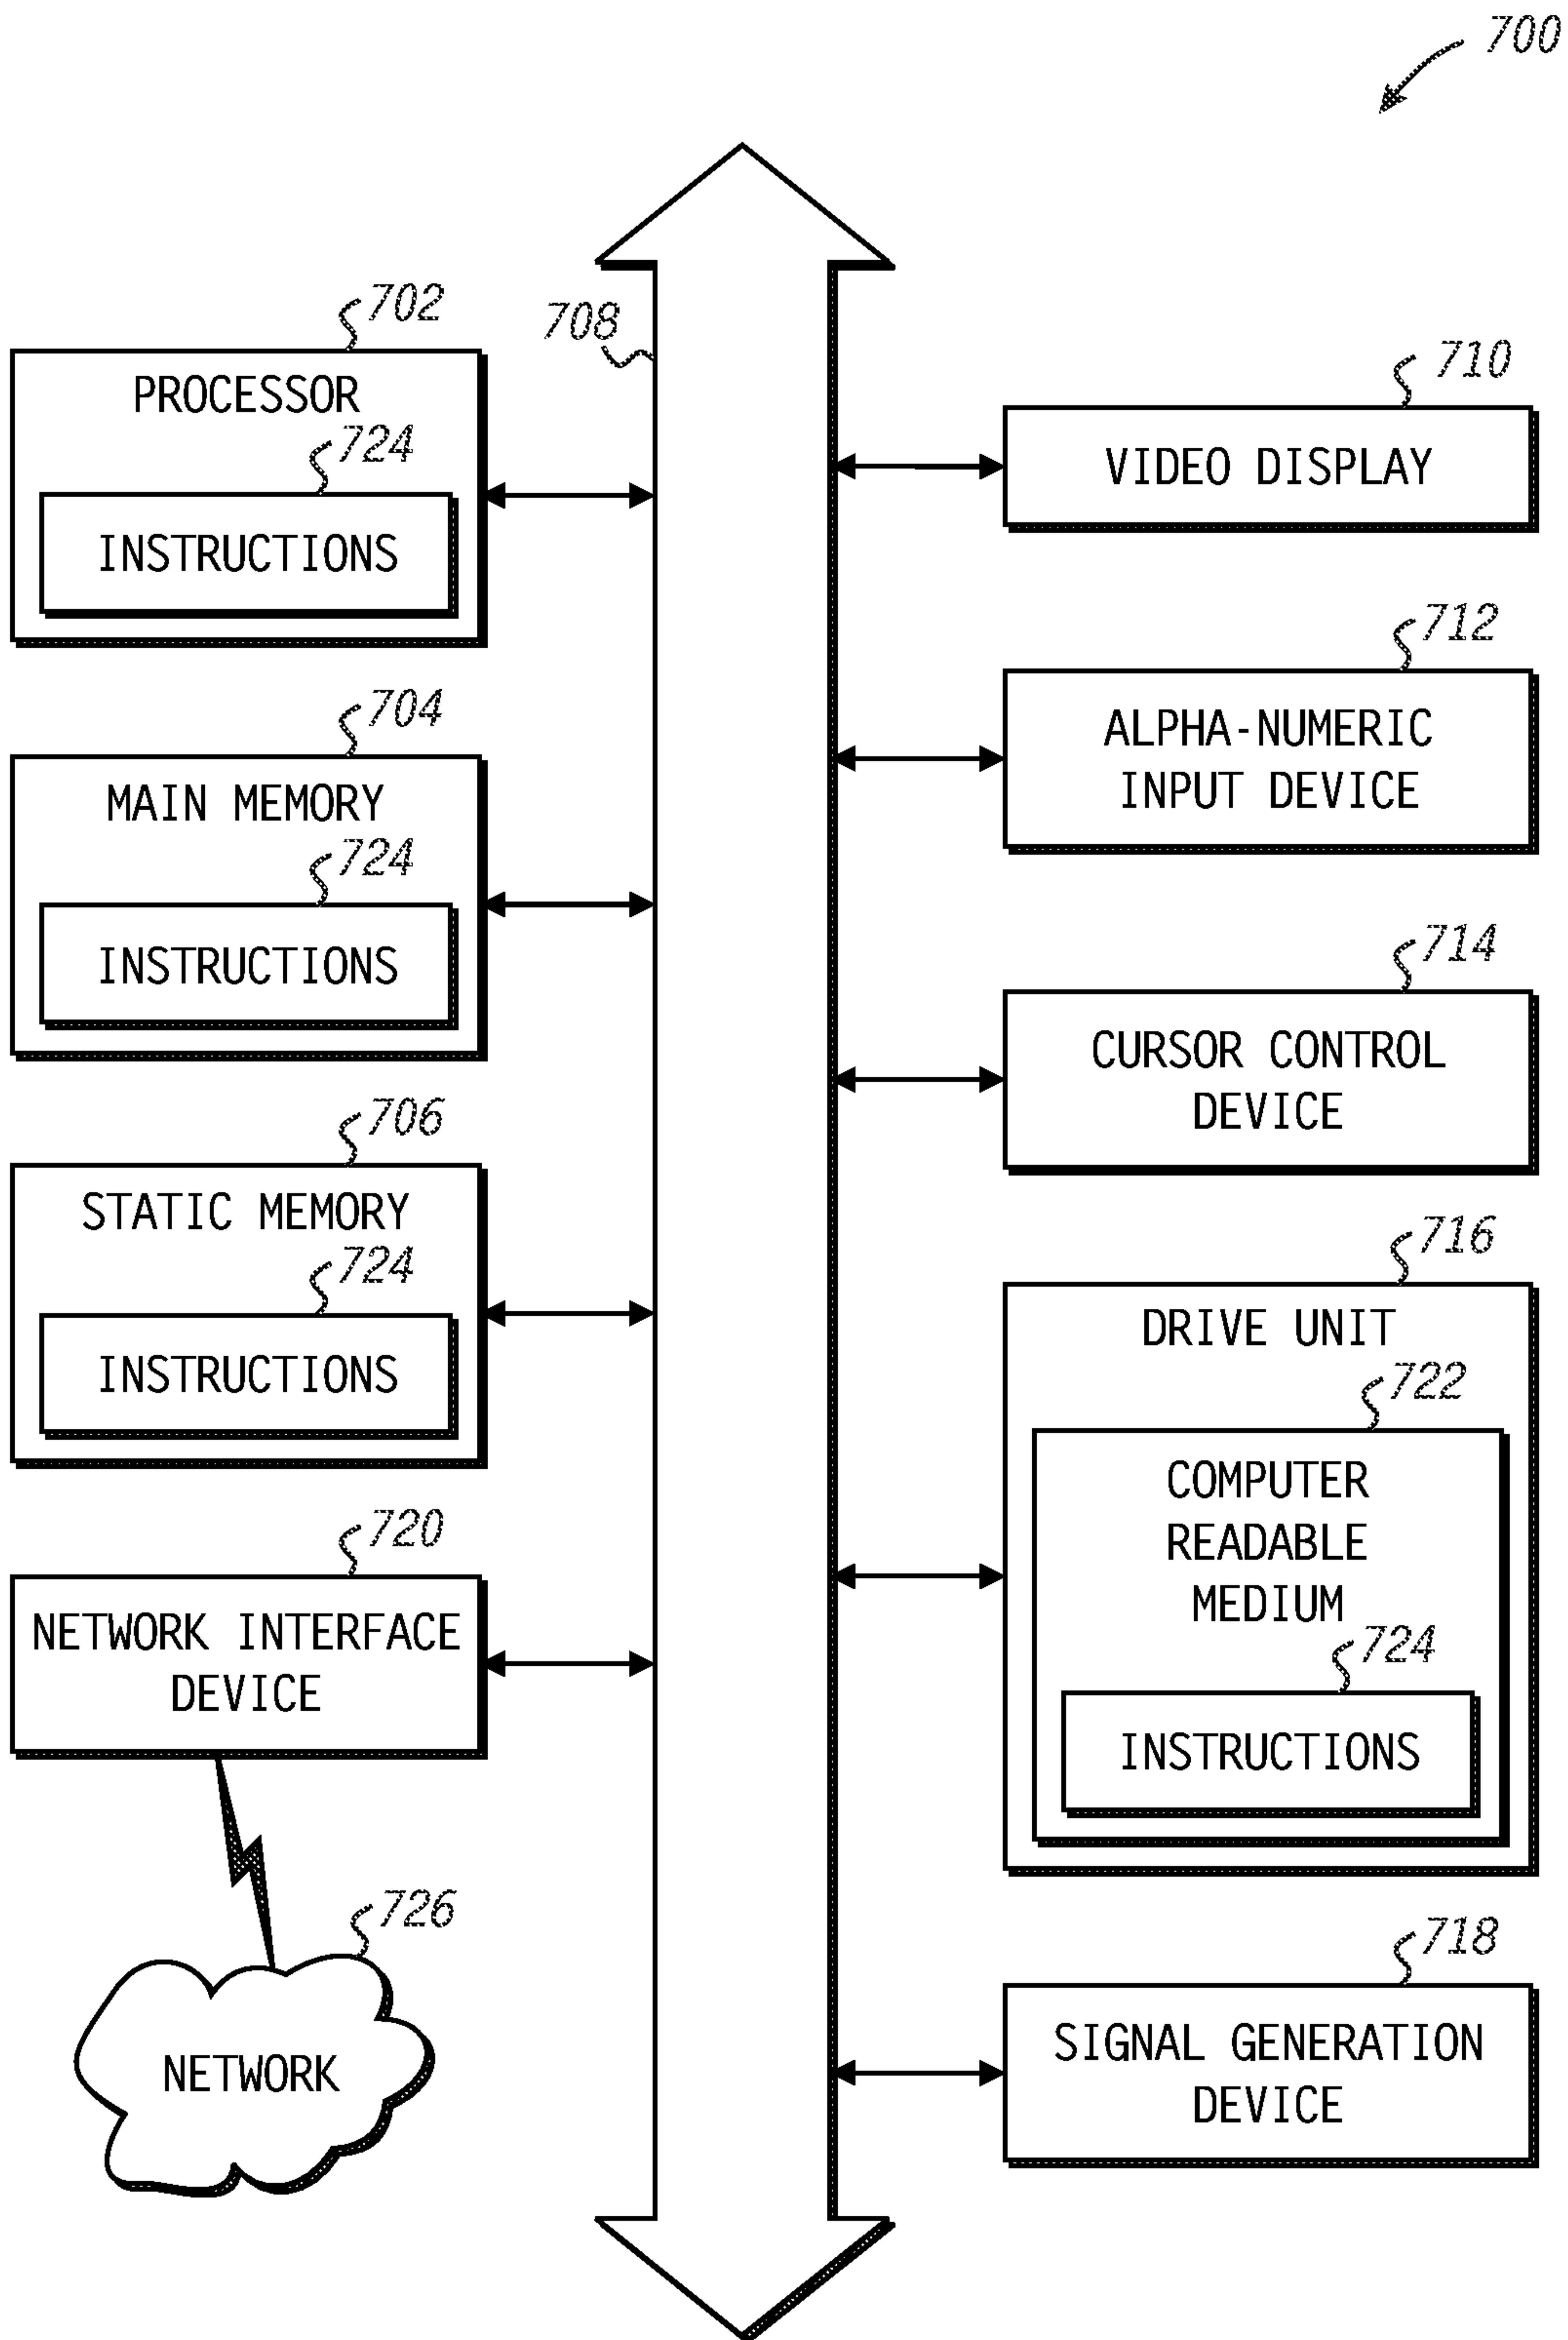 700
702
PROCESSOR
724
INSTRUCTIONS
704
MAIN MEMORY
724
INSTRUCTIONS
706
STATIC MEMORY
724
INSTRUCTIONS
720
NETWORK INTERFACE
DEVICE
726
NETWORK
708
710
VIDEO DISPLAY
712
ALPHA-NUMERIC
INPUT DEVICE
714
CURSOR CONTROL
DEVICE
716
DRIVE UNIT
722
COMPUTER
READABLE
MEDIUM
724
INSTRUCTIONS
718
SIGNAL GENERATION
DEVICE